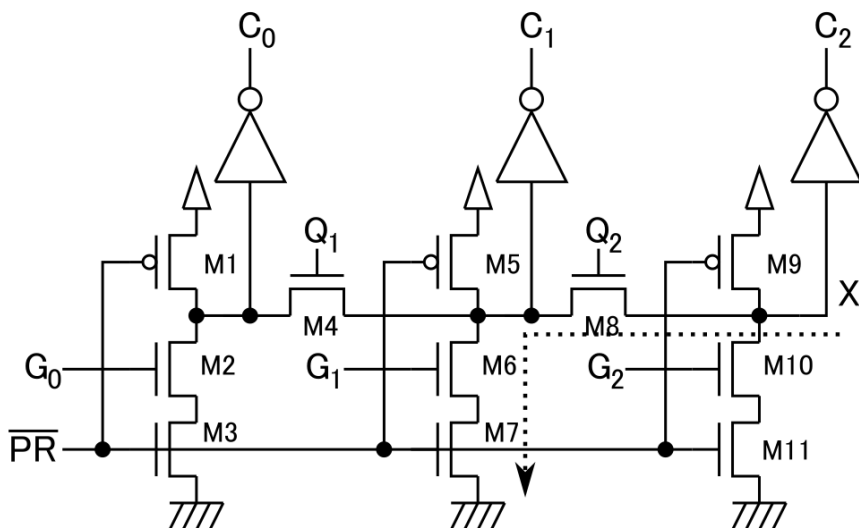 C0 C1 C2
Q1 Q2
M1 M5 M9
X
M4 M8
G0 M2 G1 M6 G2 M10
PR M3 M7 M11